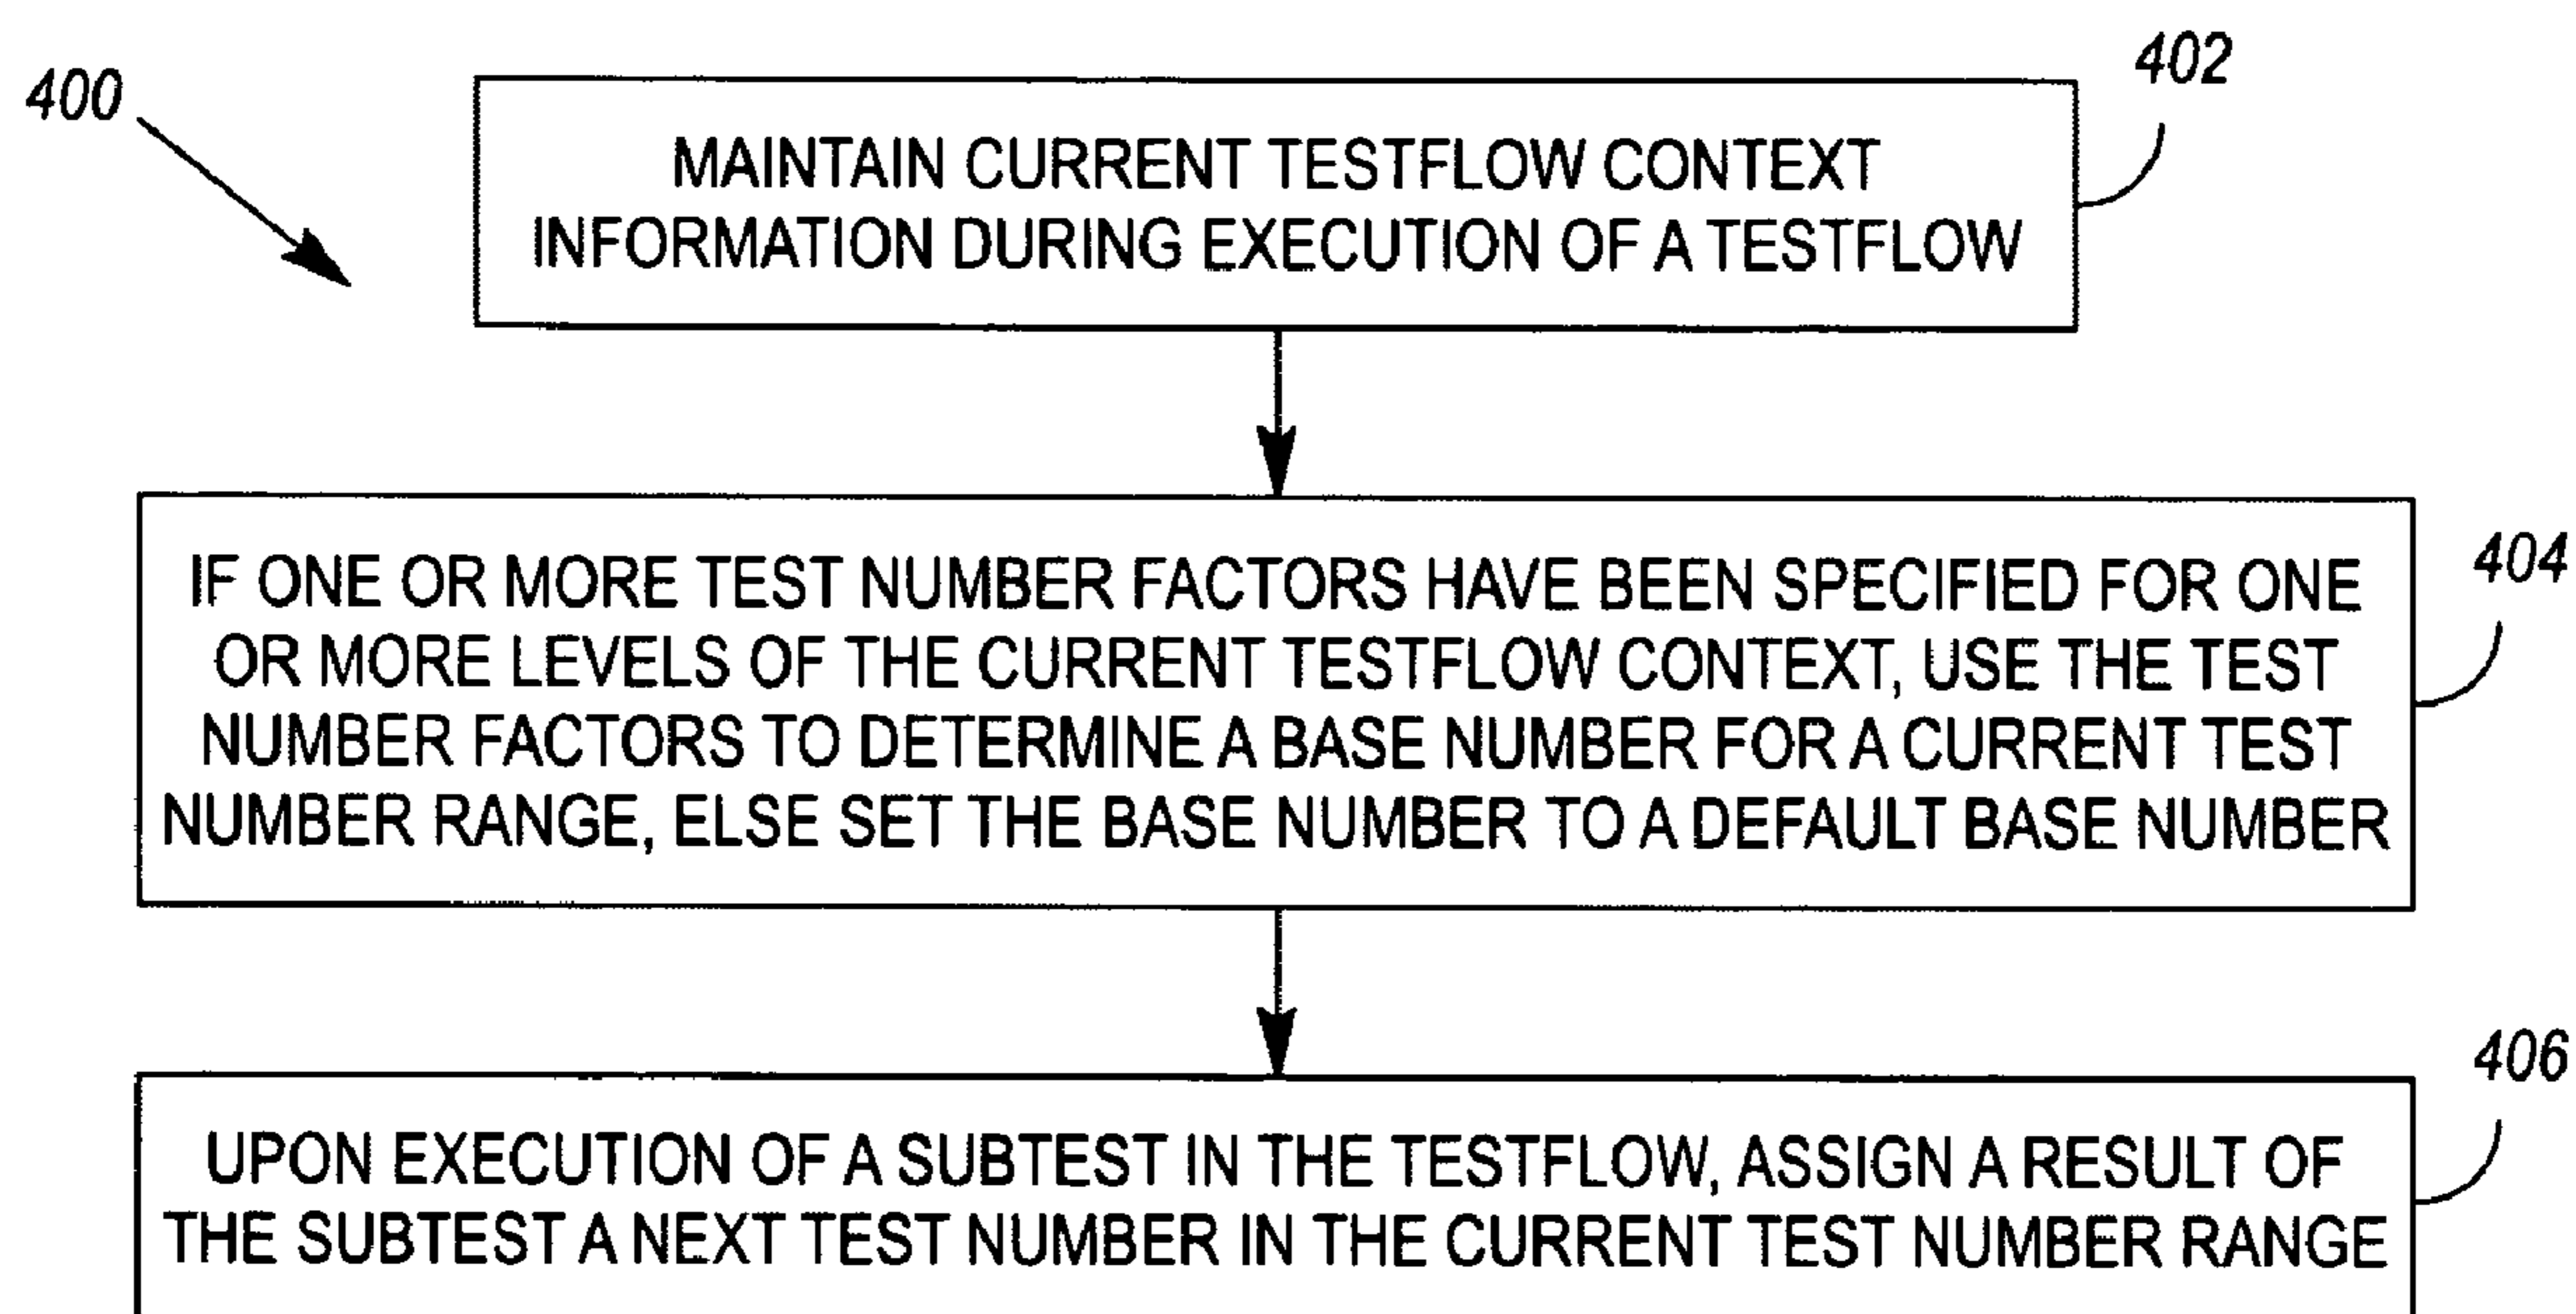 400
402
MAINTAIN CURRENT TESTFLOW CONTEXT
INFORMATION DURING EXECUTION OF A TESTFLOW
404
IF ONE OR MORE TEST NUMBER FACTORS HAVE BEEN SPECIFIED FOR ONE
OR MORE LEVELS OF THE CURRENT TESTFLOW CONTEXT, USE THE TEST
NUMBER FACTORS TO DETERMINE A BASE NUMBER FOR A CURRENT TEST
NUMBER RANGE, ELSE SET THE BASE NUMBER TO A DEFAULT BASE NUMBER
406
UPON EXECUTION OF A SUBTEST IN THE TESTFLOW, ASSIGN A RESULT OF
THE SUBTEST A NEXT TEST NUMBER IN THE CURRENT TEST NUMBER RANGE